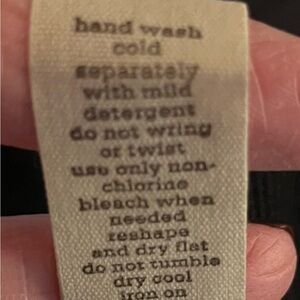 hand wash
cold
separately
with mild
detergent
do not wring
or twist
use only non-
chlorine
bleach when
needed
reshape
and dry flat
do not tumble
dry cool
iron on